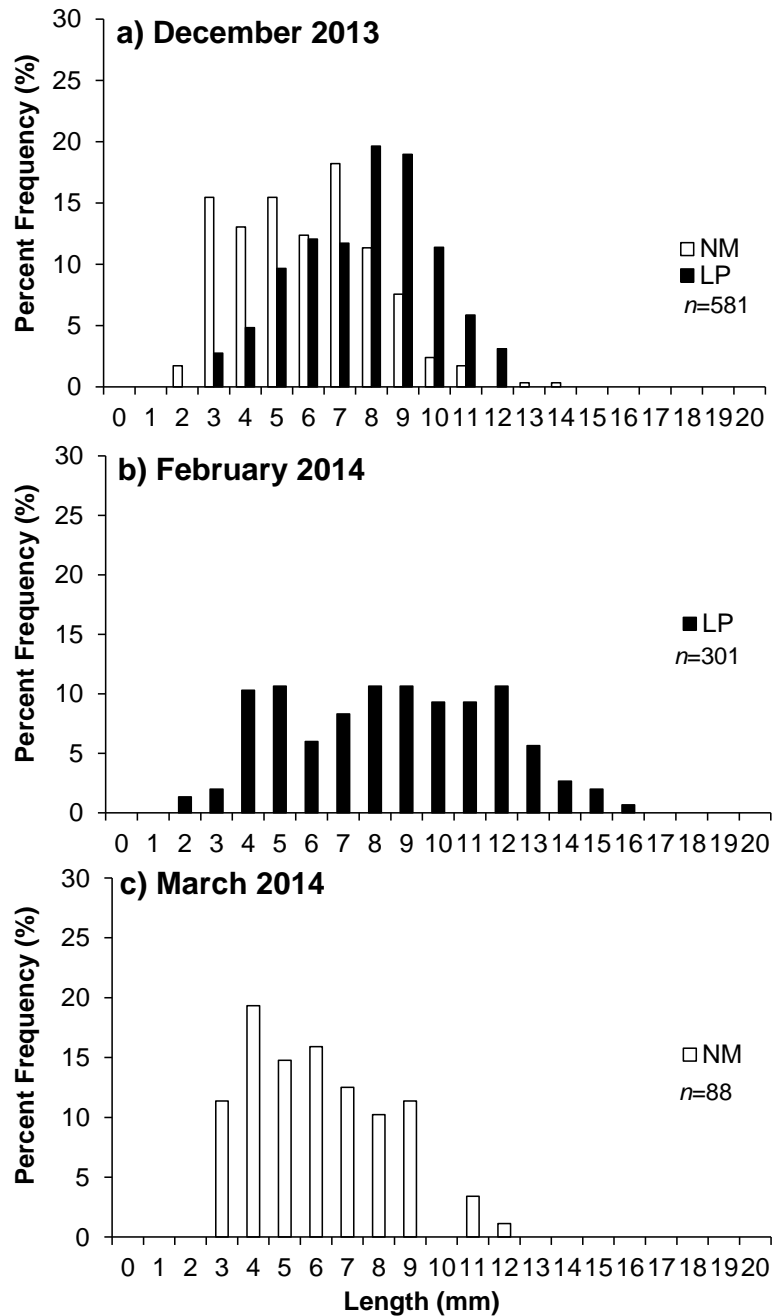 a) December 2013
Percent Frequency (%)
30
25
20
15
10
5
0
NM
LP
n=581
0 1 2 3 4 5 6 7 8 9 10 11 12 13 14 15 16 17 18 19 20
b) February 2014
Percent Frequency (%)
30
25
20
15
10
5
0
LP
n=301
0 1 2 3 4 5 6 7 8 9 10 11 12 13 14 15 16 17 18 19 20
c) March 2014
Percent Frequency (%)
30
25
20
15
10
5
0
NM
n=88
0 1 2 3 4 5 6 7 8 9 10 11 12 13 14 15 16 17 18 19 20
Length (mm)